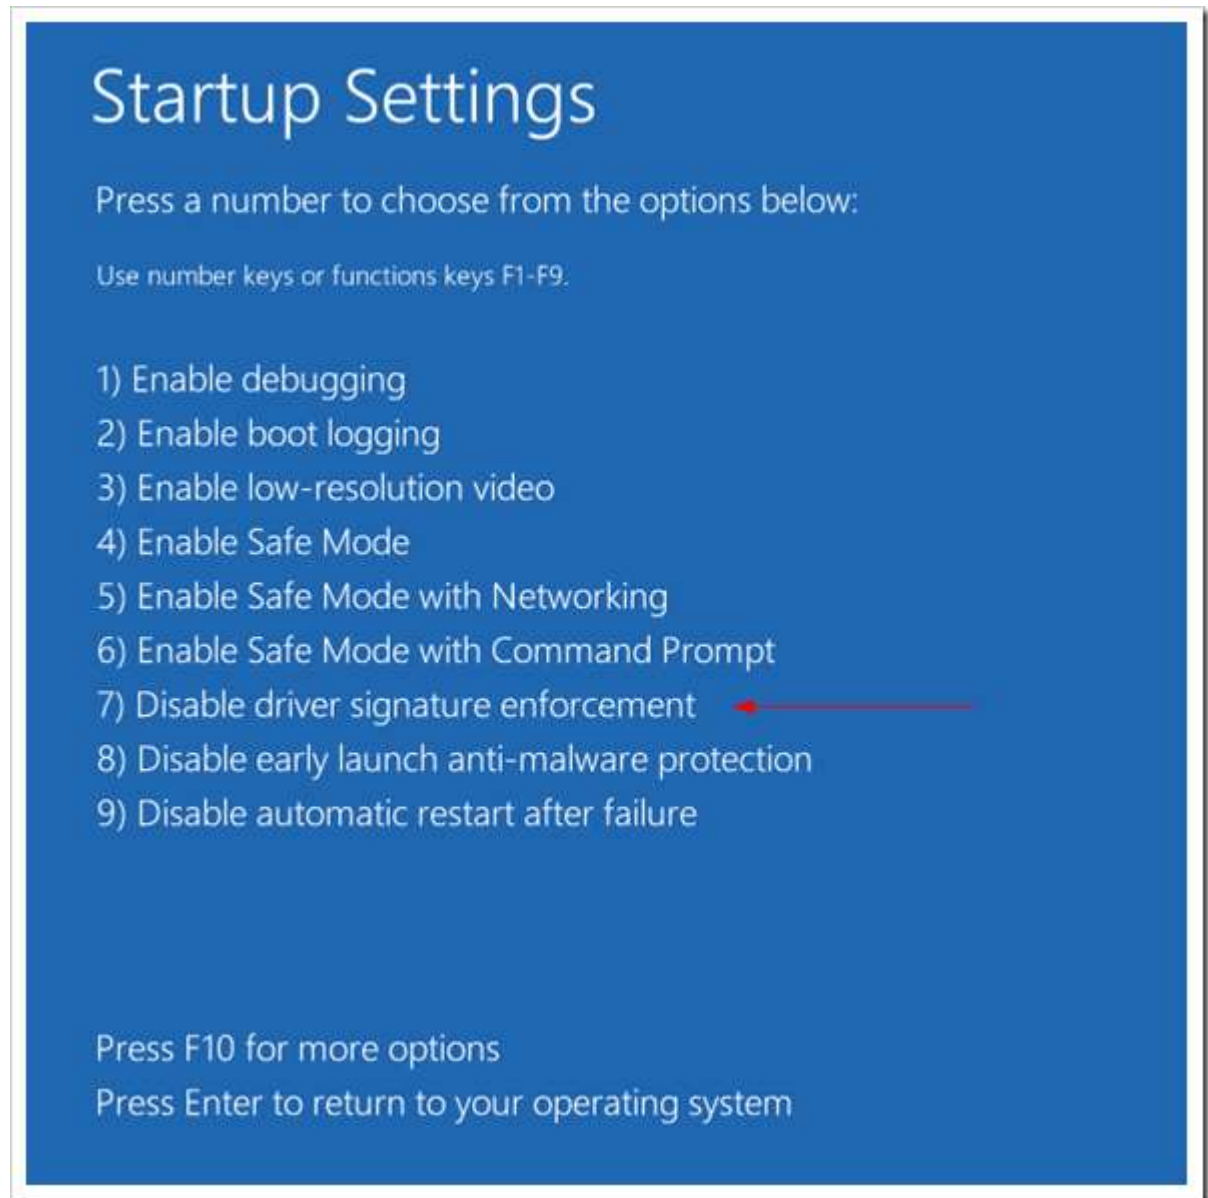 Startup Settings
Press a number to choose from the options below:
Use number keys or functions keys F1-F9.
1) Enable debugging
2) Enable boot logging
3) Enable low-resolution video
4) Enable Safe Mode
5) Enable Safe Mode with Networking
6) Enable Safe Mode with Command Prompt
7) Disable driver signature enforcement
8) Disable early launch anti-malware protection
9) Disable automatic restart after failure
Press F10 for more options
Press Enter to return to your operating system